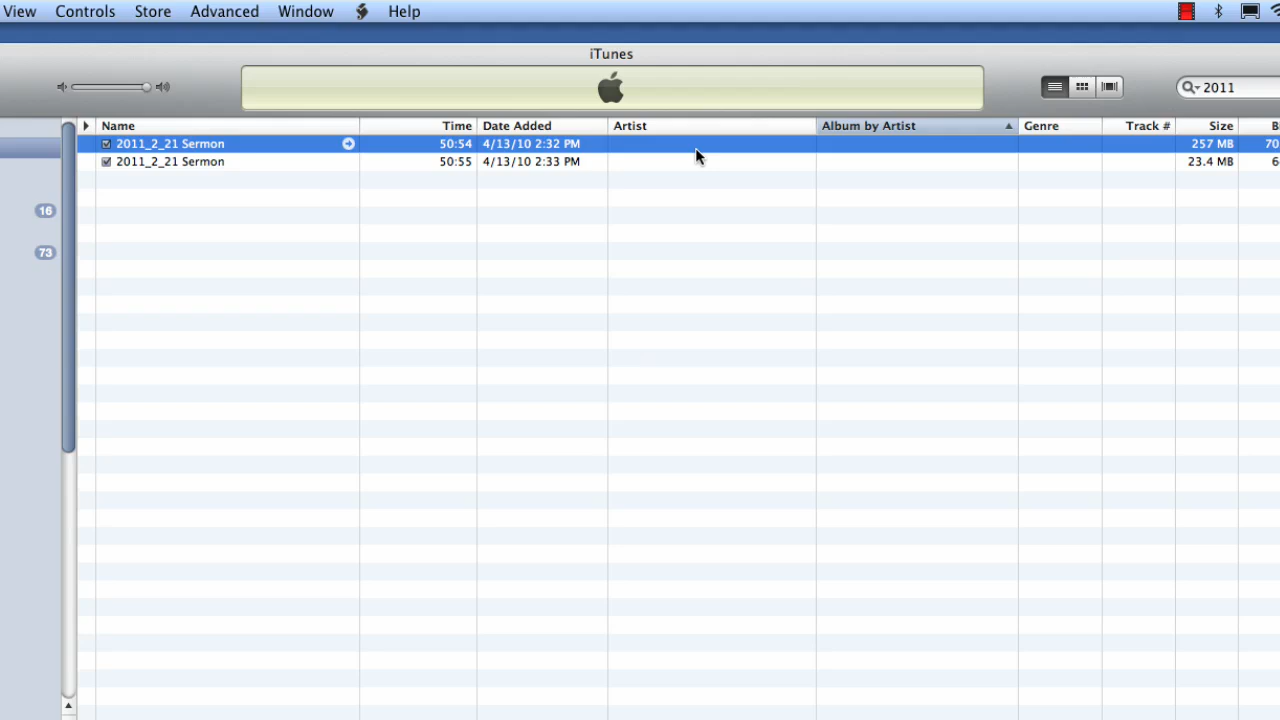 View Controls Store Advanced Window Help
iTunes
2011
Name Time Date Added Artist Album by Artist Genre Track # Size B
2011_2_21 Sermon 50:54 4/13/10 2:32 PM 257 MB 70
2011_2_21 Sermon 50:55 4/13/10 2:33 PM 23.4 MB 6
16
73